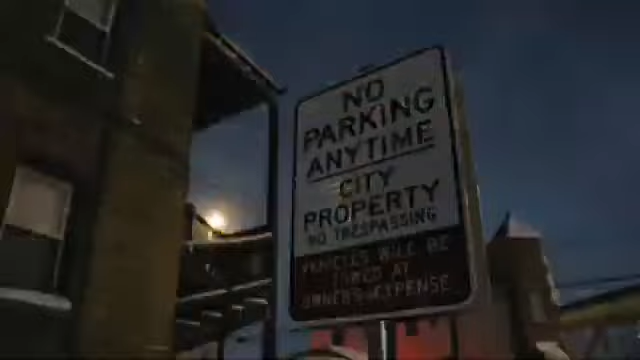 NO
PARKING
ANYTIME
CITY
PROPERTY
NO TRESPASSING
VEHICLES WILL BE
TOWED AT
OWNER'S EXPENSE